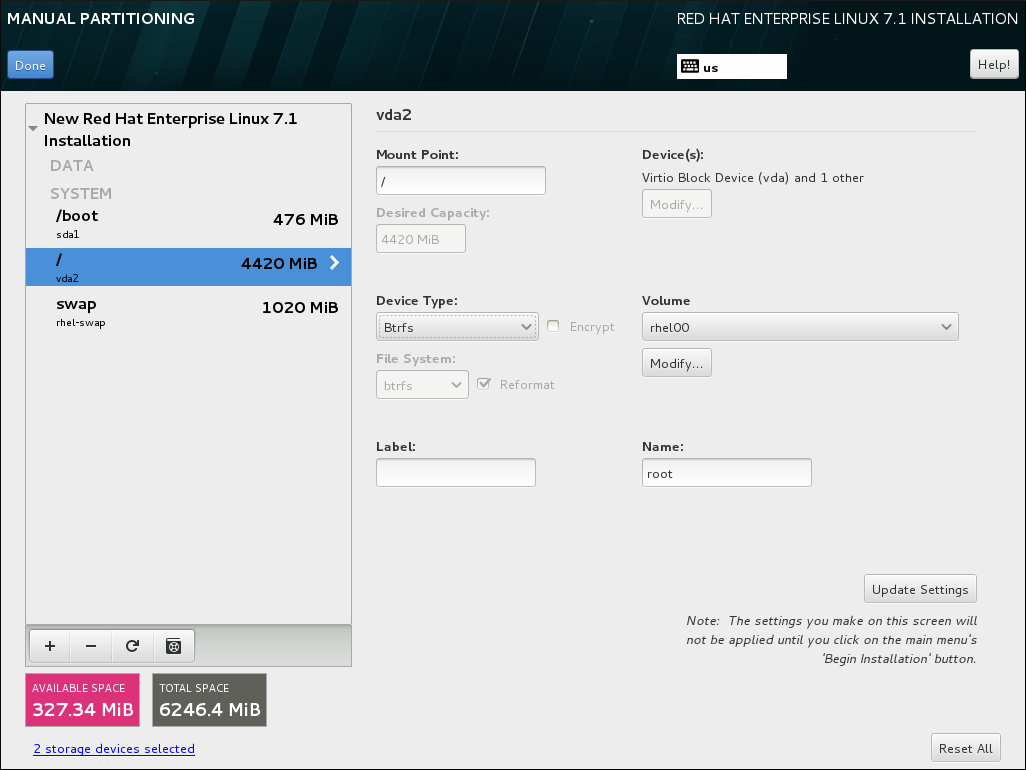 MANUAL PARTITIONING
RED HAT ENTERPRISE LINUX 7.1 INSTALLATION
Done
us
Help!
New Red Hat Enterprise Linux 7.1
Installation
DATA
SYSTEM
/boot
476 MiB
sda1
/
4420 MiB
vda2
swap
1020 MiB
rhel-swap
AVAILABLE SPACE
327.34 MiB
TOTAL SPACE
6246.4 MiB
2 storage devices selected
vda2
Mount Point:
/
Desired Capacity:
4420 MiB
Device(s):
Virtio Block Device (vda) and 1 other
Modify...
Device Type:
Btrfs
Encrypt
File System:
btrfs
Reformat
Volume
rhel00
Modify...
Label:
Name:
root
Update Settings
Note:  The settings you make on this screen will
not be applied until you click on the main menu's
'Begin Installation' button.
Reset All